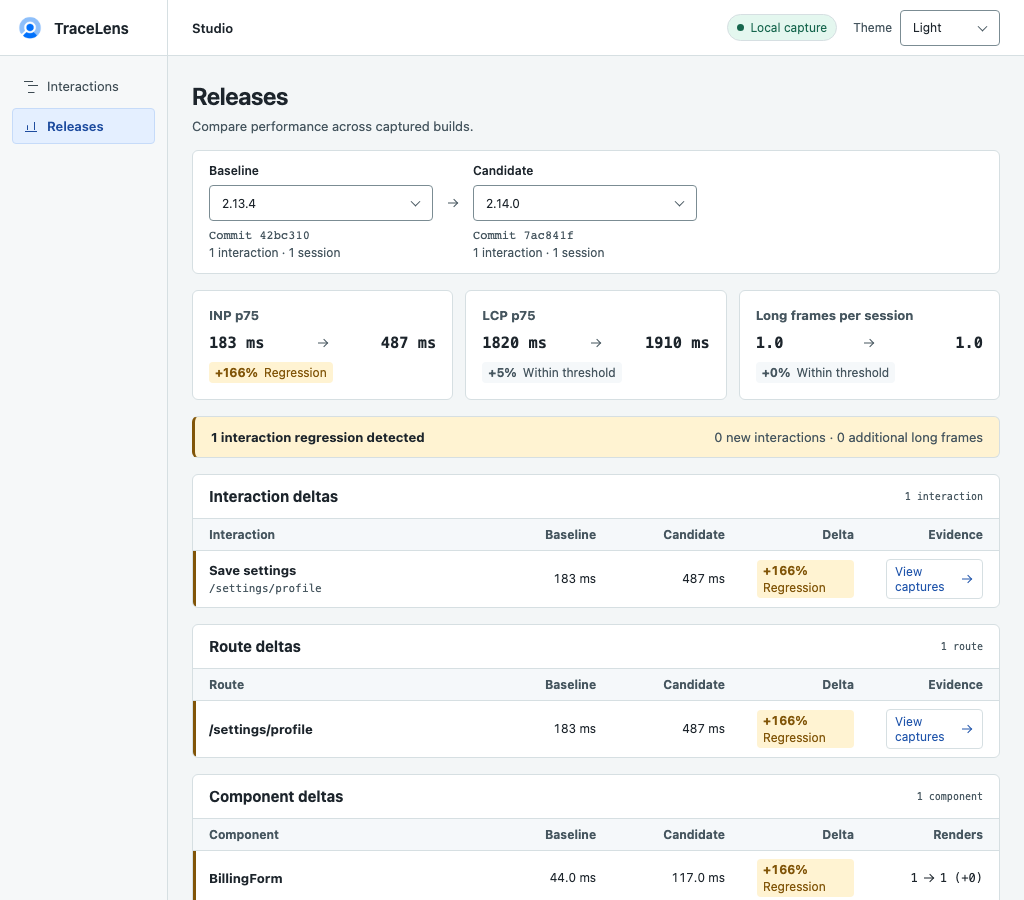 TraceLens
Studio
Local capture
Theme
Light
Interactions
Releases
Releases
Compare performance across captured builds.
Baseline
Candidate
2.13.4
→
2.14.0
Commit 42bc310
Commit 7ac841f
1 interaction · 1 session
1 interaction · 1 session
INP p75
183 ms → 487 ms
+166% Regression
LCP p75
1820 ms → 1910 ms
+5% Within threshold
Long frames per session
1.0 → 1.0
+0% Within threshold
1 interaction regression detected
0 new interactions · 0 additional long frames
Interaction deltas
1 interaction
Interaction Baseline Candidate Delta Evidence
Save settings
/settings/profile
183 ms
487 ms
+166%
Regression
View
captures →
Route deltas
1 route
Route Baseline Candidate Delta Evidence
/settings/profile
183 ms
487 ms
+166%
Regression
View
captures →
Component deltas
1 component
Component Baseline Candidate Delta Renders
BillingForm
44.0 ms
117.0 ms
+166%
Regression
1 → 1 (+0)